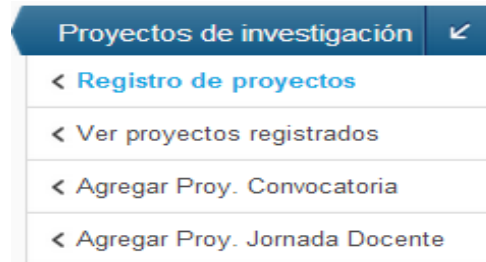 Proyectos de investigación
Registro de proyectos
Ver proyectos registrados
Agregar Proy. Convocatoria
Agregar Proy. Jornada Docente